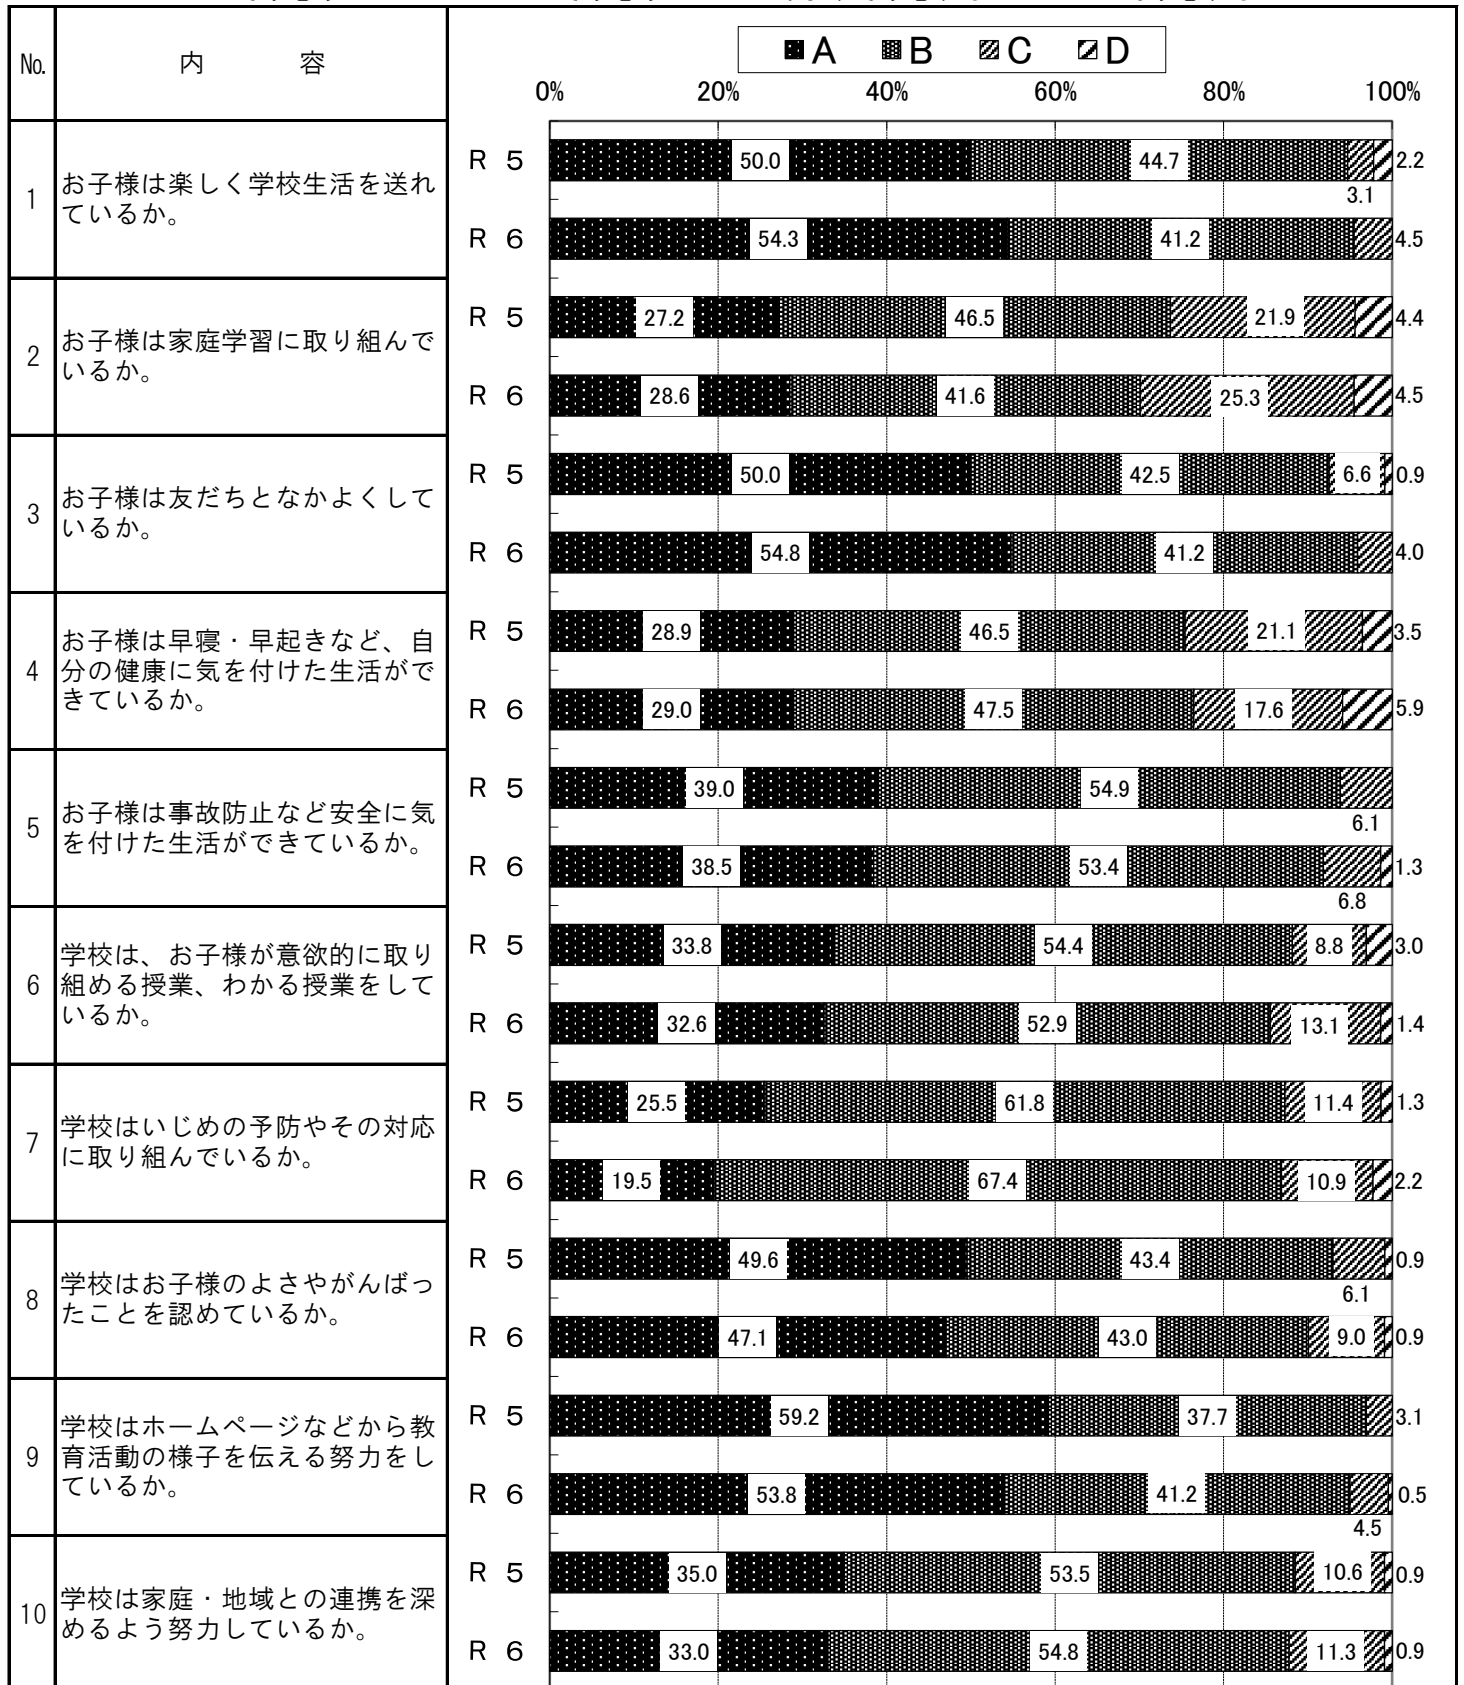 No.
内　　容
A B C D
0% 20% 40% 60% 80% 100%
1
お子様は楽しく学校生活を送れ
ているか。
R 5 50.0 44.7 2.2
3.1
R 6 54.3 41.2 4.5
2
お子様は家庭学習に取り組んで
いるか。
R 5 27.2 46.5 21.9 4.4
R 6 28.6 41.6 25.3 4.5
3
お子様は友だちとなかよくして
いるか。
R 5 50.0 42.5 6.6 0.9
R 6 54.8 41.2 4.0
4
お子様は早寝・早起きなど、自
分の健康に気を付けた生活がで
きているか。
R 5 28.9 46.5 21.1 3.5
R 6 29.0 47.5 17.6 5.9
5
お子様は事故防止など安全に気
を付けた生活ができているか。
R 5 39.0 54.9
6.1
R 6 38.5 53.4 1.3
6.8
6
学校は、お子様が意欲的に取り
組める授業、わかる授業をして
いるか。
R 5 33.8 54.4 8.8 3.0
R 6 32.6 52.9 13.1 1.4
7
学校はいじめの予防やその対応
に取り組んでいるか。
R 5 25.5 61.8 11.4 1.3
R 6 19.5 67.4 10.9 2.2
8
学校はお子様のよさやがんばっ
たことを認めているか。
R 5 49.6 43.4 0.9
6.1
R 6 47.1 43.0 9.0 0.9
9
学校はホームページなどから教
育活動の様子を伝える努力をし
ているか。
R 5 59.2 37.7 3.1
R 6 53.8 41.2 0.5
4.5
10
学校は家庭・地域との連携を深
めるよう努力しているか。
R 5 35.0 53.5 10.6 0.9
R 6 33.0 54.8 11.3 0.9